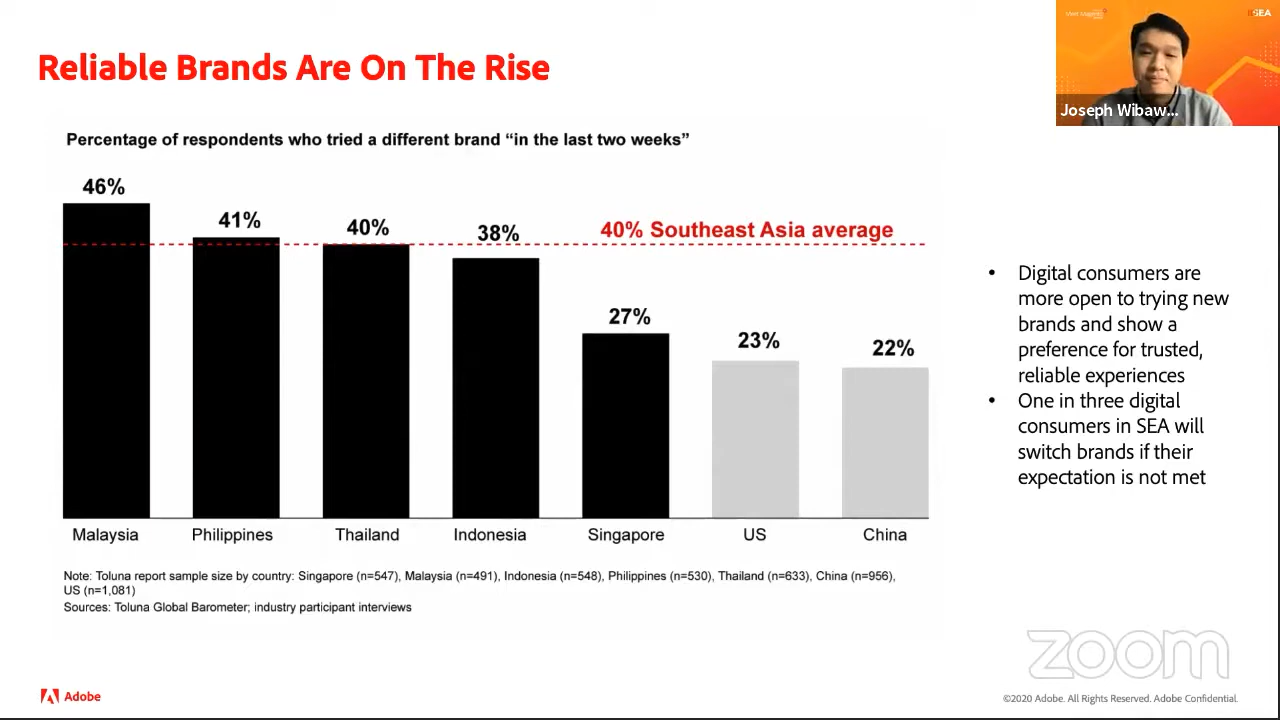 Reliable Brands Are On The Rise
SEA
Joseph Wibaw...
Percentage of respondents who tried a different brand “in the last two weeks”
46%
41%
40%
38%
40% Southeast Asia average
27%
23%
22%
Malaysia
Philippines
Thailand
Indonesia
Singapore
US
China
Note: Toluna report sample size by country: Singapore (n=547), Malaysia (n=491), Indonesia (n=548), Philippines (n=530), Thailand (n=633), China (n=956),
US (n=1,081)
Sources: Toluna Global Barometer; industry participant interviews
• Digital consumers are
more open to trying new
brands and show a
preference for trusted,
reliable experiences
• One in three digital
consumers in SEA will
switch brands if their
expectation is not met
zoom
Adobe
©2020 Adobe. All Rights Reserved. Adobe Confidential.